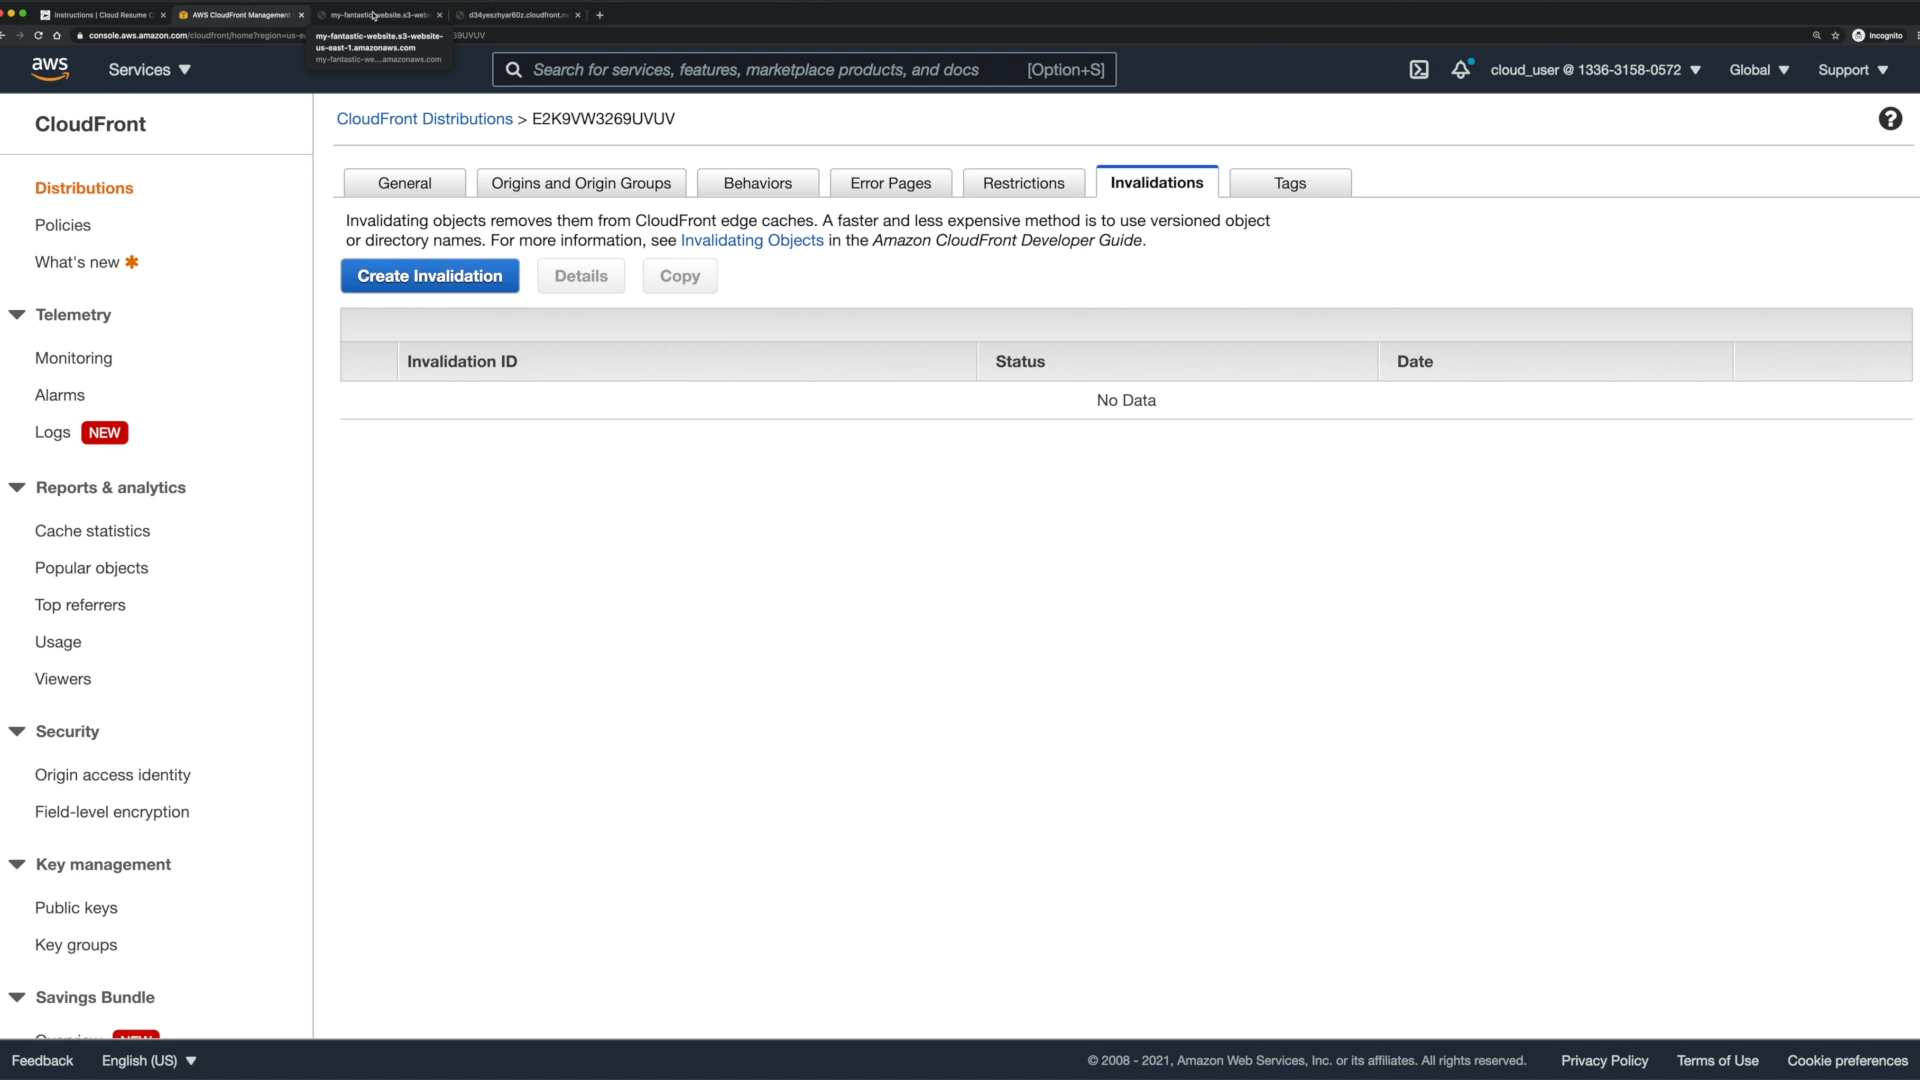 Instructions | Cloud Resume C
AWS CloudFront Management
my-fantastic-website.s3-webs
d34yeszhyar60z.cloudfront.n
console.aws.amazon.com/cloudfront/home?region=us-ea
39UVUV
Incognito
my-fantastic-website.s3-website-
us-east-1.amazonaws.com
my-fantastic-we....amazonaws.com
aws
Services
Search for services, features, marketplace products, and docs [Option+S]
cloud_user @ 1336-3158-0572
Global
Support
CloudFront
Distributions
Policies
What's new
Telemetry
Monitoring
Alarms
Logs NEW
Reports & analytics
Cache statistics
Popular objects
Top referrers
Usage
Viewers
Security
Origin access identity
Field-level encryption
Key management
Public keys
Key groups
Savings Bundle
CloudFront Distributions > E2K9VW3269UVUV
?
General
Origins and Origin Groups
Behaviors
Error Pages
Restrictions
Invalidations
Tags
Invalidating objects removes them from CloudFront edge caches. A faster and less expensive method is to use versioned object
or directory names. For more information, see Invalidating Objects in the Amazon CloudFront Developer Guide.
Create Invalidation
Details
Copy
Invalidation ID
Status
Date
No Data
Feedback
English (US)
© 2008 - 2021, Amazon Web Services, Inc. or its affiliates. All rights reserved.
Privacy Policy
Terms of Use
Cookie preferences